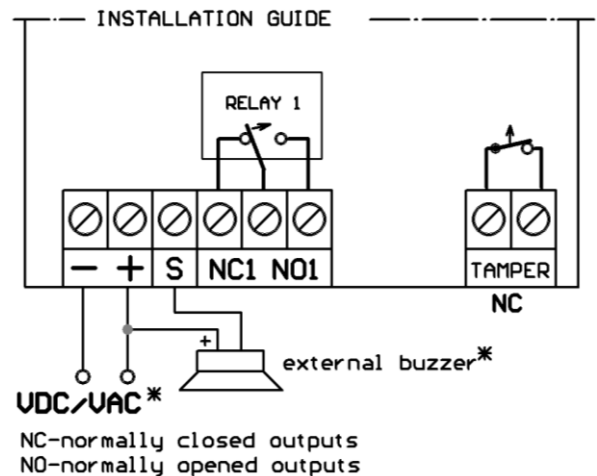 INSTALLATION GUIDE
RELAY 1
- + S NC1 NO1
TAMPER
NC
+
external buzzer*
VDC/VAC*
NC-normally closed outputs
NO-normally opened outputs